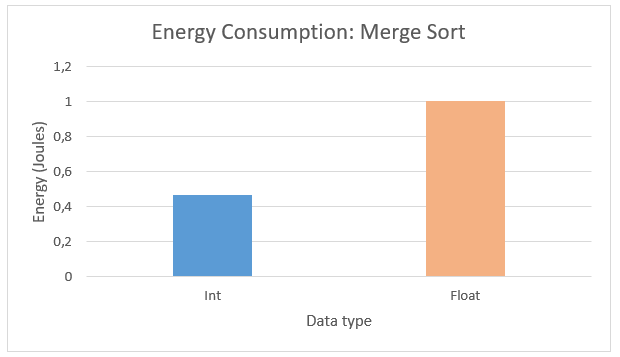 Energy Consumption: Merge Sort
1,2
1
0,8
0,6
0,4
0,2
0
Energy (Joules)
Int
Float
Data type